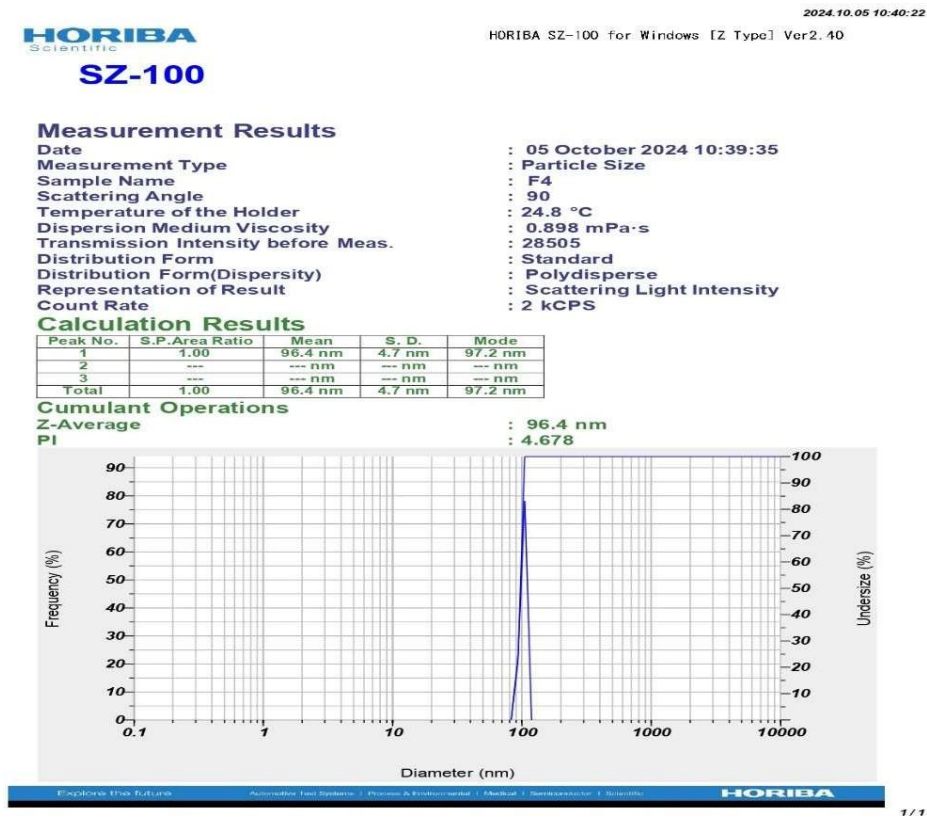 2024.10.05 10:40:22
HORIBA
Scientific
HORIBA SZ-100 for Windows [Z Type] Ver2.40
SZ-100
Measurement Results
Date : 05 October 2024 10:39:35
Measurement Type : Particle Size
Sample Name : F4
Scattering Angle : 90
Temperature of the Holder : 24.8 °C
Dispersion Medium Viscosity : 0.898 mPa·s
Transmission Intensity before Meas. : 28505
Distribution Form : Standard
Distribution Form(Dispersity) : Polydisperse
Representation of Result : Scattering Light Intensity
Count Rate : 2 kCPS
Calculation Results
Peak No. S.P.Area Ratio Mean S. D. Mode
1 1.00 96.4 nm 4.7 nm 97.2 nm
2 --- --- nm --- nm --- nm
3 --- --- nm --- nm --- nm
Total 1.00 96.4 nm 4.7 nm 97.2 nm
Cumulant Operations
Z-Average : 96.4 nm
PI : 4.678
Frequency (%)
90
80
70
60
50
40
30
20
10
0
100
90
80
70
60
50
40
30
20
10
Undersize (%)
0.1 1 10 100 1000 10000
Diameter (nm)
Explore the future
Automotive Test Systems | Process & Environmental | Medical | Semiconductor | Scientific
HORIBA
1/1